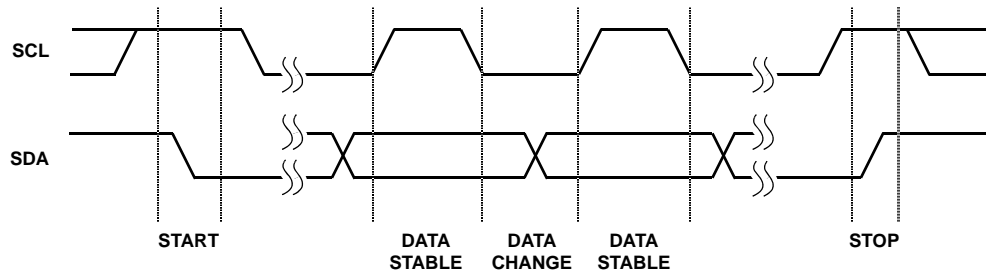 SCL
SDA
START
DATA
STABLE
DATA
CHANGE
DATA
STABLE
STOP